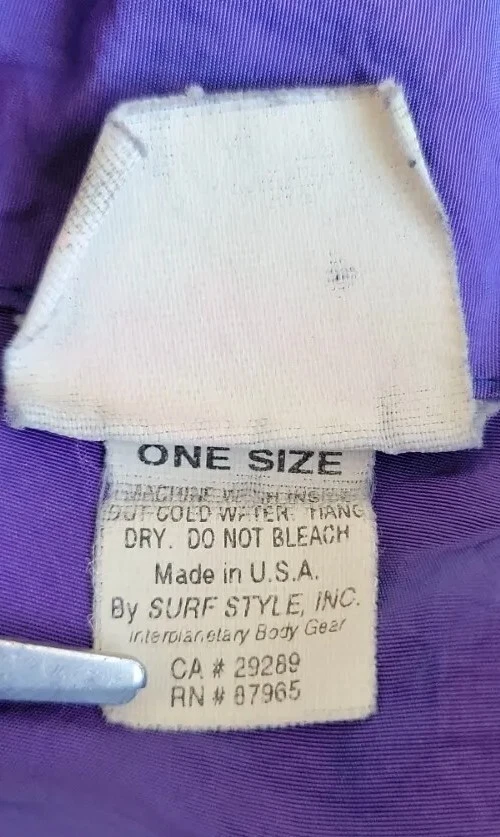 ONE SIZE
MACHINE WASH INSIDE
OUT COLD WATER. HANG
DRY. DO NOT BLEACH
Made in U.S.A.
By SURF STYLE, INC.
Interplanetary Body Gear
CA # 29289
RN # 87965